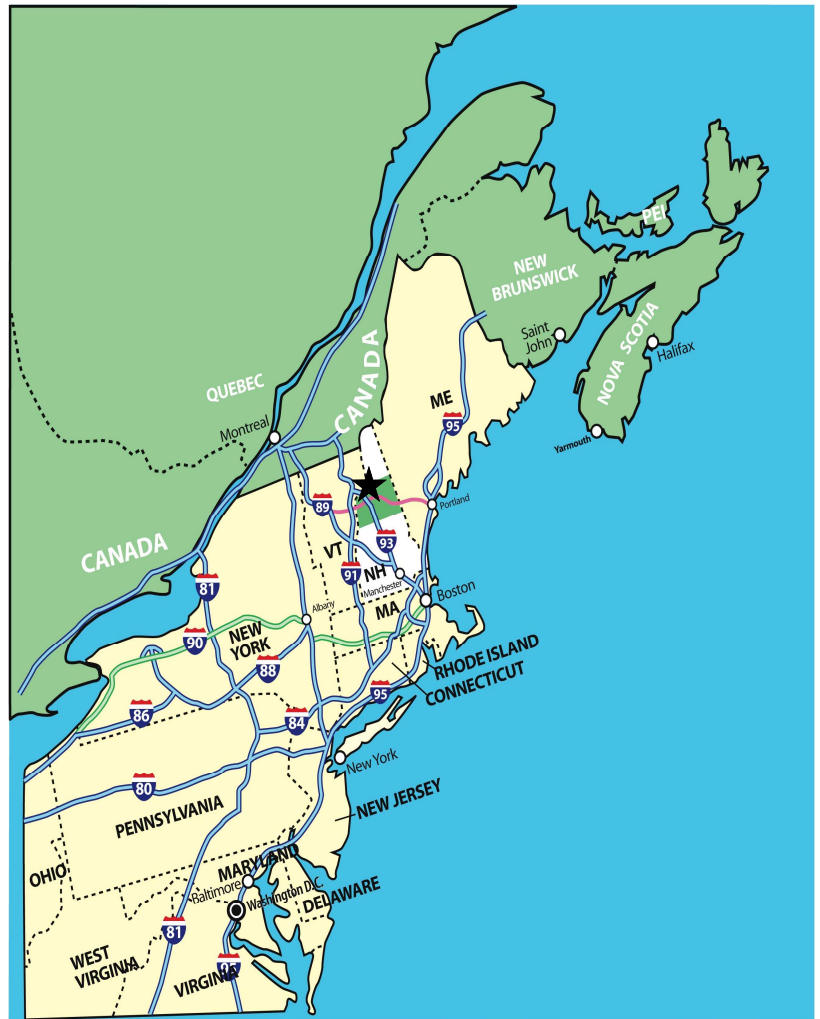 PEI
NEW
BRUNSWICK
Saint
John
NOVA SCOTIA
Halifax
Yarmouth
QUEBEC
CANADA
Montreal
ME
95
Portland
89
CANADA
VT
93
91
NH
Manchester
81
Boston
MA
Albany
90
NEW
YORK
88
RHODE ISLAND
CONNECTICUT
95
86
84
New York
80
PENNSYLVANIA
NEW JERSEY
OHIO
MARYLAND
Baltimore
Washington D.C.
DELAWARE
81
WEST
VIRGINIA
95
VIRGINIA